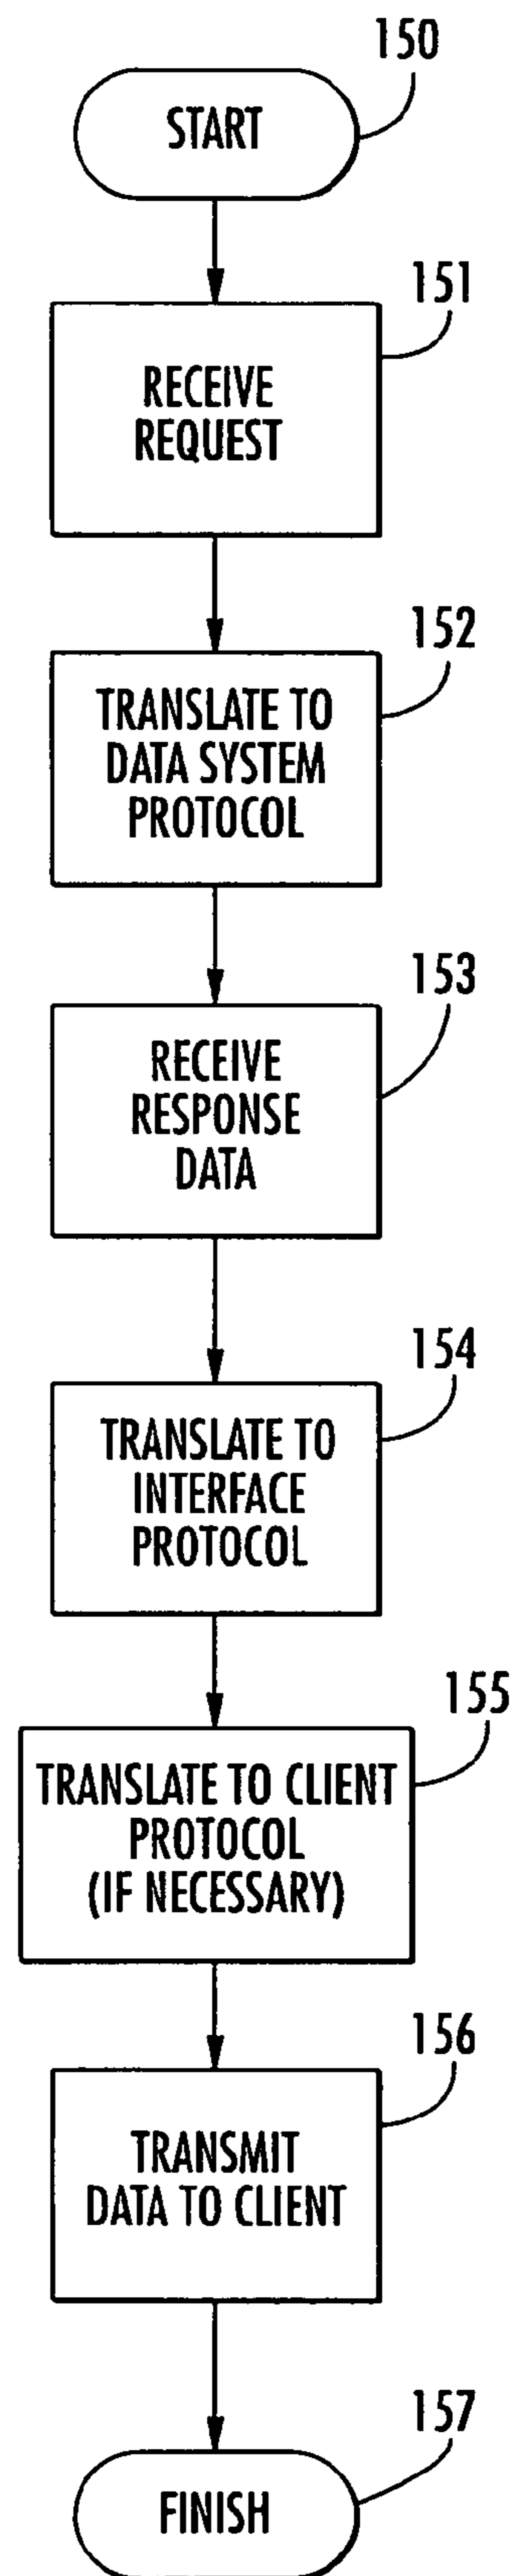 150
START
151
RECEIVE
REQUEST
152
TRANSLATE TO
DATA SYSTEM
PROTOCOL
153
RECEIVE
RESPONSE
DATA
154
TRANSLATE TO
INTERFACE
PROTOCOL
155
TRANSLATE TO CLIENT
PROTOCOL
(IF NECESSARY)
156
TRANSMIT
DATA TO CLIENT
157
FINISH